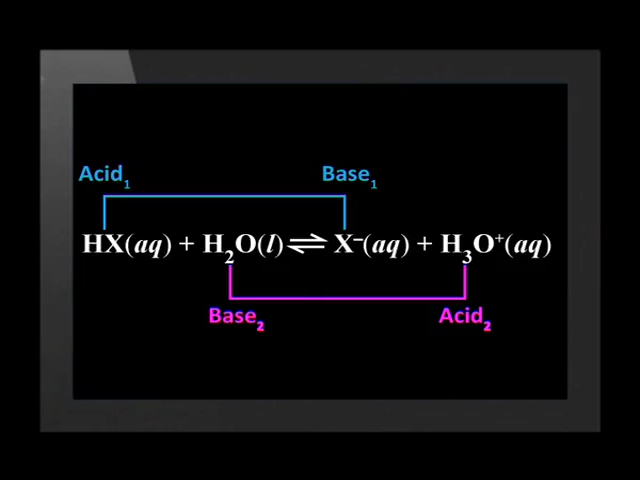 Acid₁ Base₁
HX(aq) + H₂O(l) ⇌ X⁻(aq) + H₃O⁺(aq)
Base₂ Acid₂